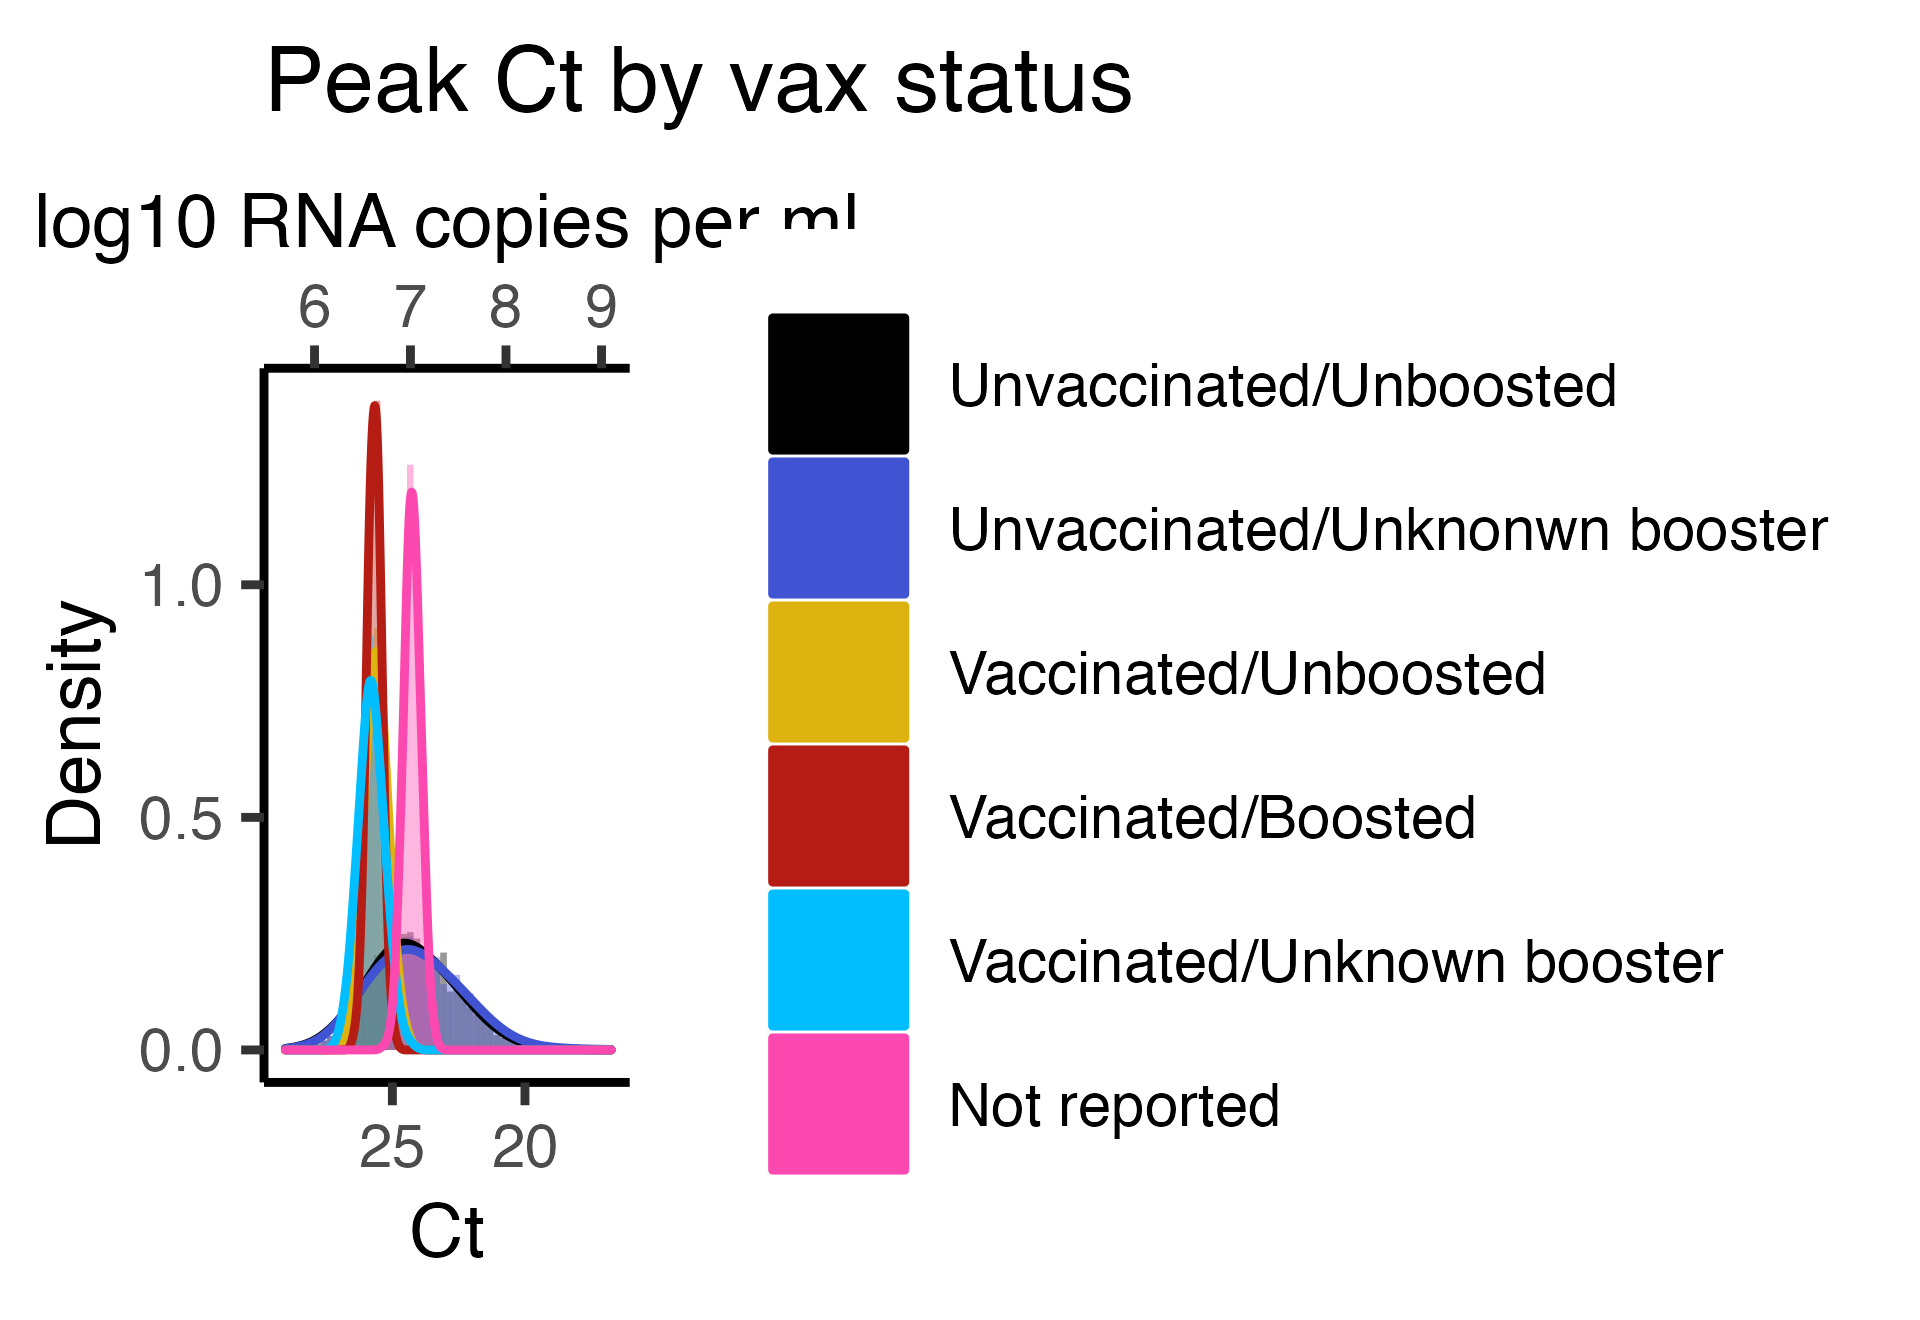 Peak Ct by vax status
log10 RNA copies per ml
6 7 8 9
1.0
0.5
0.0
Density
25 20
Ct
Unvaccinated/Unboosted
Unvaccinated/Unknonwn booster
Vaccinated/Unboosted
Vaccinated/Boosted
Vaccinated/Unknown booster
Not reported